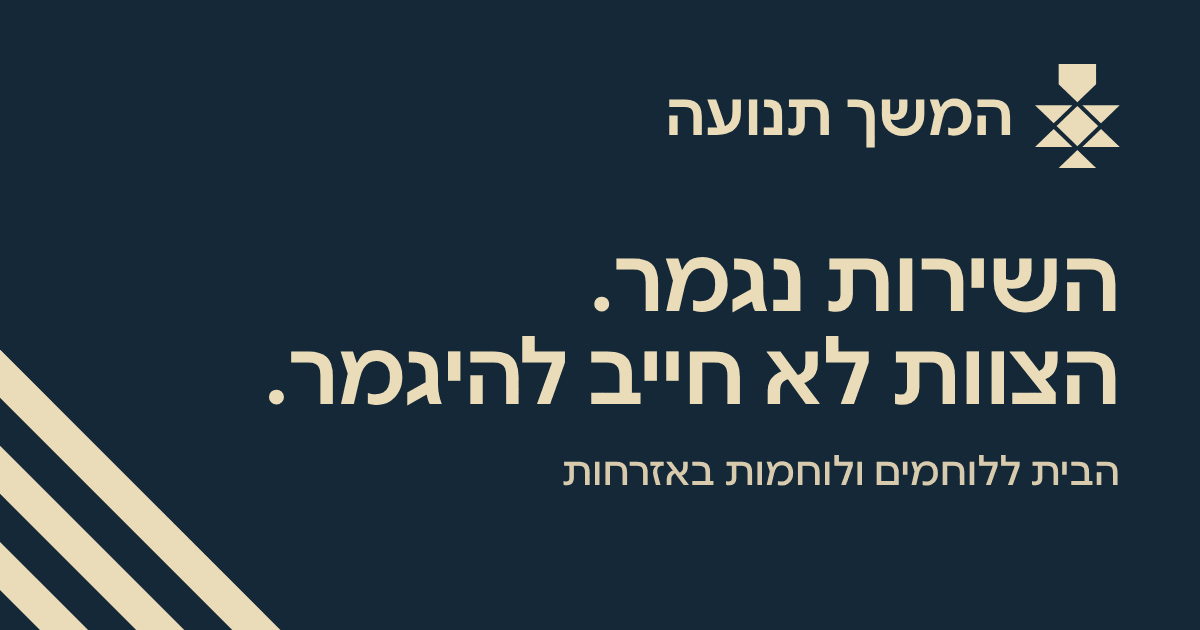 המשך תנועה
השירות נגמר.
הצוות לא חייב להיגמר.
הבית ללוחמים ולוחמות באזרחות